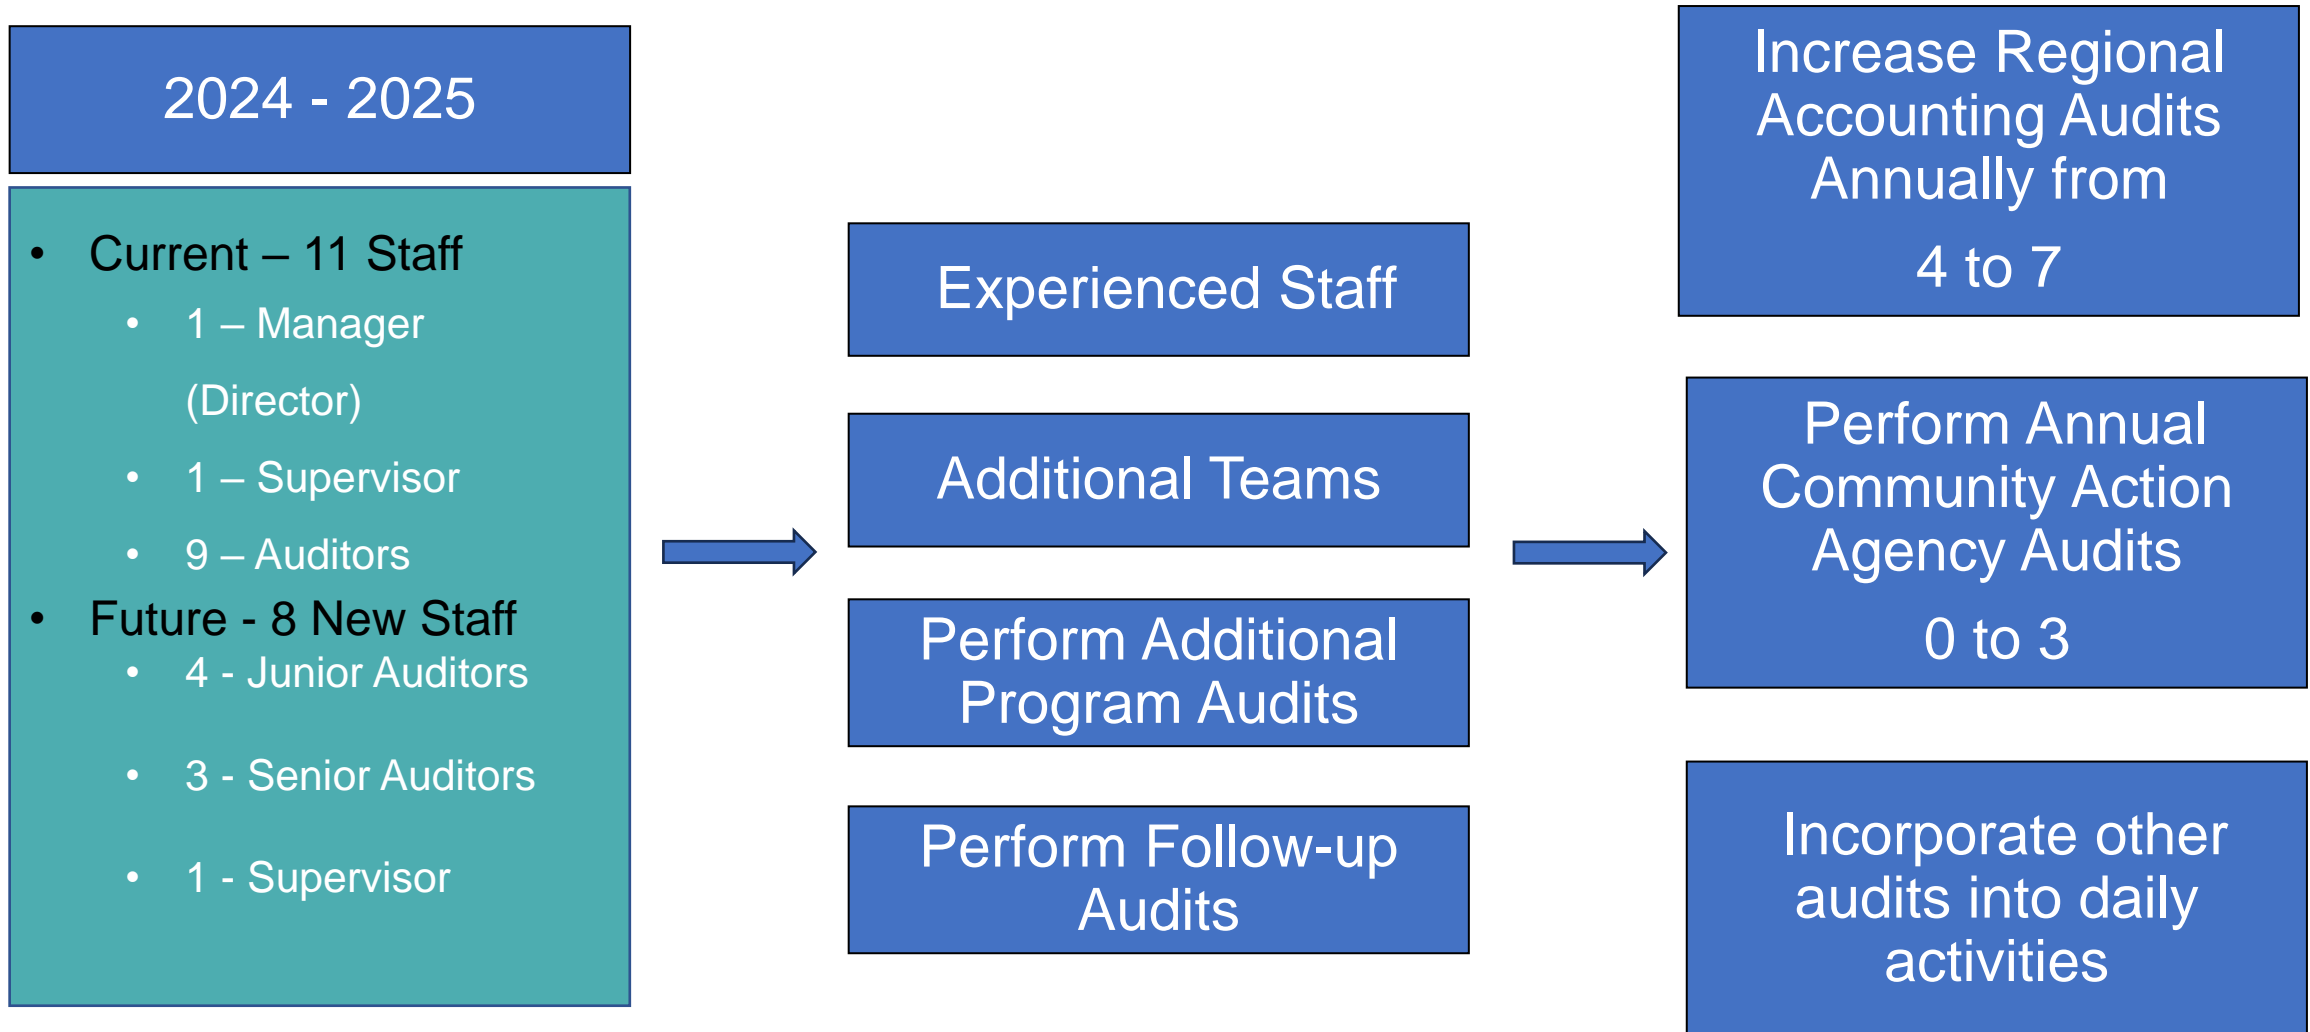 2024 - 2025
• Current – 11 Staff
• 1 – Manager
(Director)
• 1 – Supervisor
• 9 – Auditors
• Future - 8 New Staff
• 4 - Junior Auditors
• 3 - Senior Auditors
• 1 - Supervisor
Experienced Staff
Additional Teams
Perform Additional
Program Audits
Perform Follow-up
Audits
Increase Regional
Accounting Audits
Annually from
4 to 7
Perform Annual
Community Action
Agency Audits
0 to 3
Incorporate other
audits into daily
activities